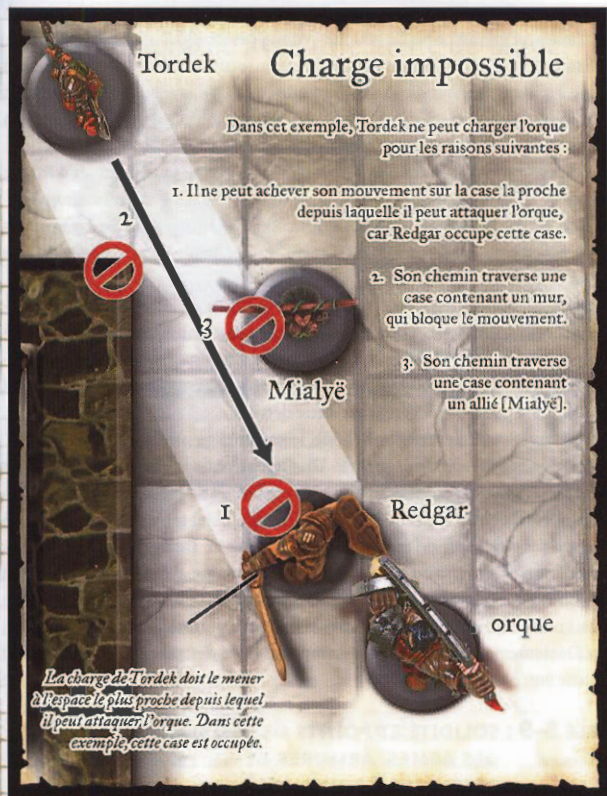 Tordek
Charge impossible
Dans cet exemple, Tordek ne peut charger l'orque
pour les raisons suivantes :
1. Il ne peut achever son mouvement sur la case la proche
depuis laquelle il peut attaquer l'orque,
car Redgar occupe cette case.
2
2. Son chemin traverse une
case contenant un mur,
qui bloque le mouvement.
3
3. Son chemin traverse
une case contenant
un allié [Mialyë].
Mialyë
1
Redgar
orque
La charge de Tordek doit le mener
à l'espace le plus proche depuis lequel
il peut attaquer l'orque. Dans cette
exemple, cette case est occupée.